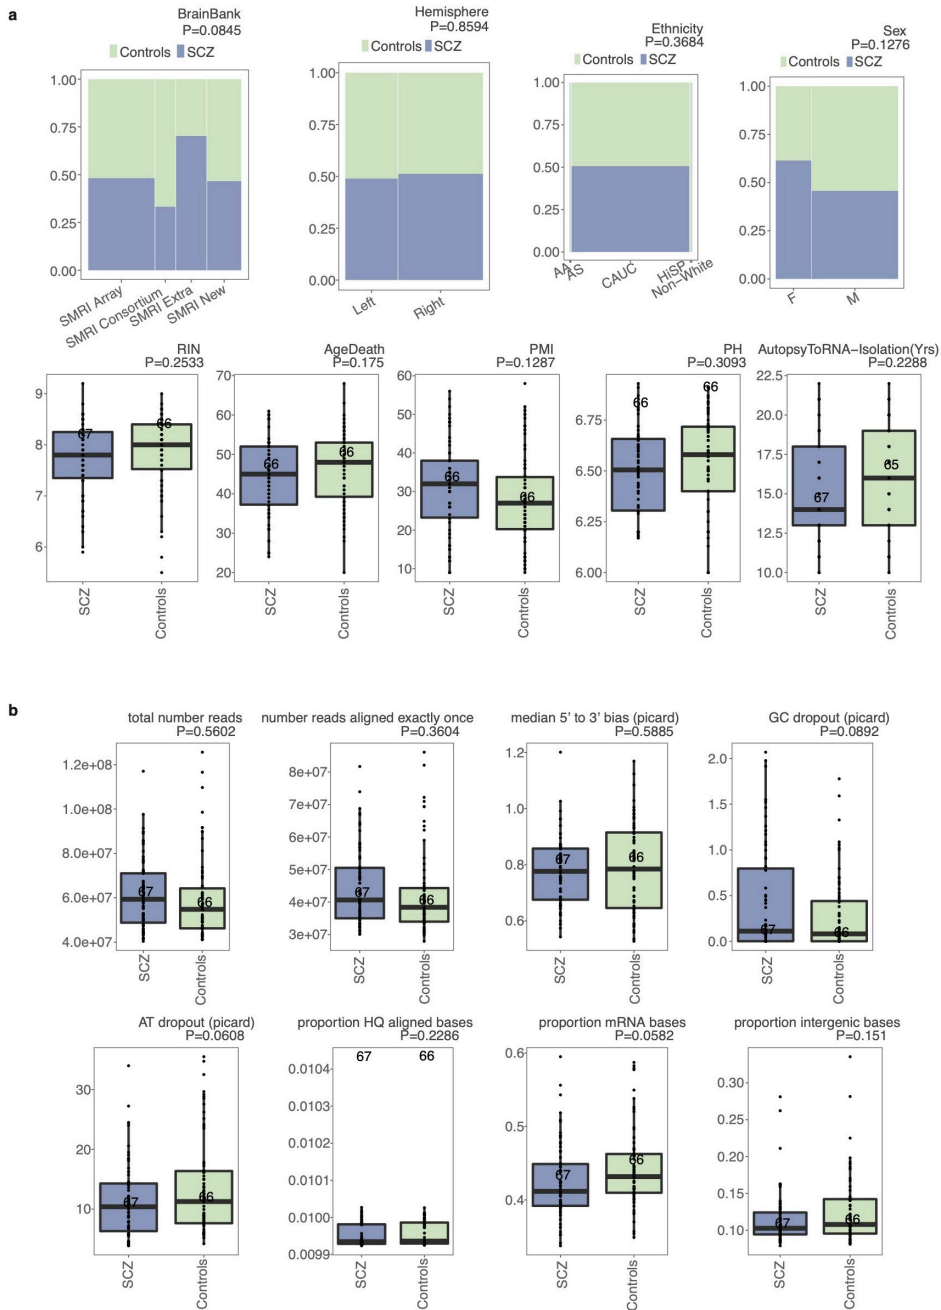 a
BrainBank
P=0.0845
Controls SCZ
1.00
0.75
0.50
0.25
0.00
SMRI Array
SMRI Consortium
SMRI Extra
SMRI New
Hemisphere
P=0.8594
Controls SCZ
1.00
0.75
0.50
0.25
0.00
Left
Right
Ethnicity
P=0.3684
Controls SCZ
1.00
0.75
0.50
0.25
0.00
AA
AS
CAUC
HiSP
Non−White
Sex
P=0.1276
Controls SCZ
1.00
0.75
0.50
0.25
0.00
F
M
RIN
P=0.2533
9
8
7
6
67
66
SCZ
Controls
AgeDeath
P=0.175
70
60
50
40
30
20
66
66
SCZ
Controls
PMI
P=0.1287
60
50
40
30
20
10
66
66
SCZ
Controls
PH
P=0.3093
6.75
6.50
6.25
6.00
66
66
SCZ
Controls
AutopsyToRNA−Isolation(Yrs)
P=0.2288
22.5
20.0
17.5
15.0
12.5
10.0
67
65
SCZ
Controls
b
total number reads
P=0.5602
1.2e+08
1.0e+08
8.0e+07
6.0e+07
4.0e+07
67
66
SCZ
Controls
number reads aligned exactly once
P=0.3604
8e+07
7e+07
6e+07
5e+07
4e+07
3e+07
67
66
SCZ
Controls
median 5' to 3' bias (picard)
P=0.5885
1.2
1.0
0.8
0.6
67
66
SCZ
Controls
GC dropout (picard)
P=0.0892
2.0
1.5
1.0
0.5
0.0
67
66
SCZ
Controls
AT dropout (picard)
P=0.0608
30
20
10
67
66
SCZ
Controls
proportion HQ aligned bases
P=0.2286
0.0104
0.0103
0.0102
0.0101
0.0100
0.0099
67
66
SCZ
Controls
proportion mRNA bases
P=0.0582
0.6
0.5
0.4
67
66
SCZ
Controls
proportion intergenic bases
P=0.151
0.30
0.25
0.20
0.15
0.10
67
66
SCZ
Controls